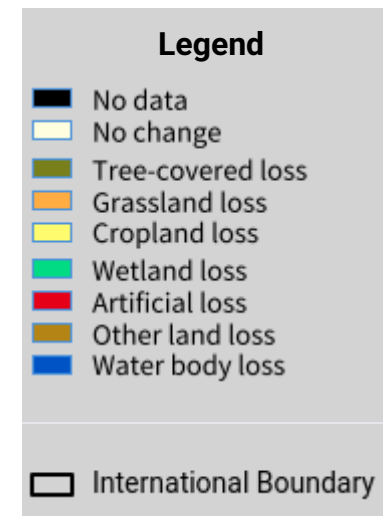 Legend
No data
No change
Tree-covered loss
Grassland loss
Cropland loss
Wetland loss
Artificial loss
Other land loss
Water body loss
International Boundary